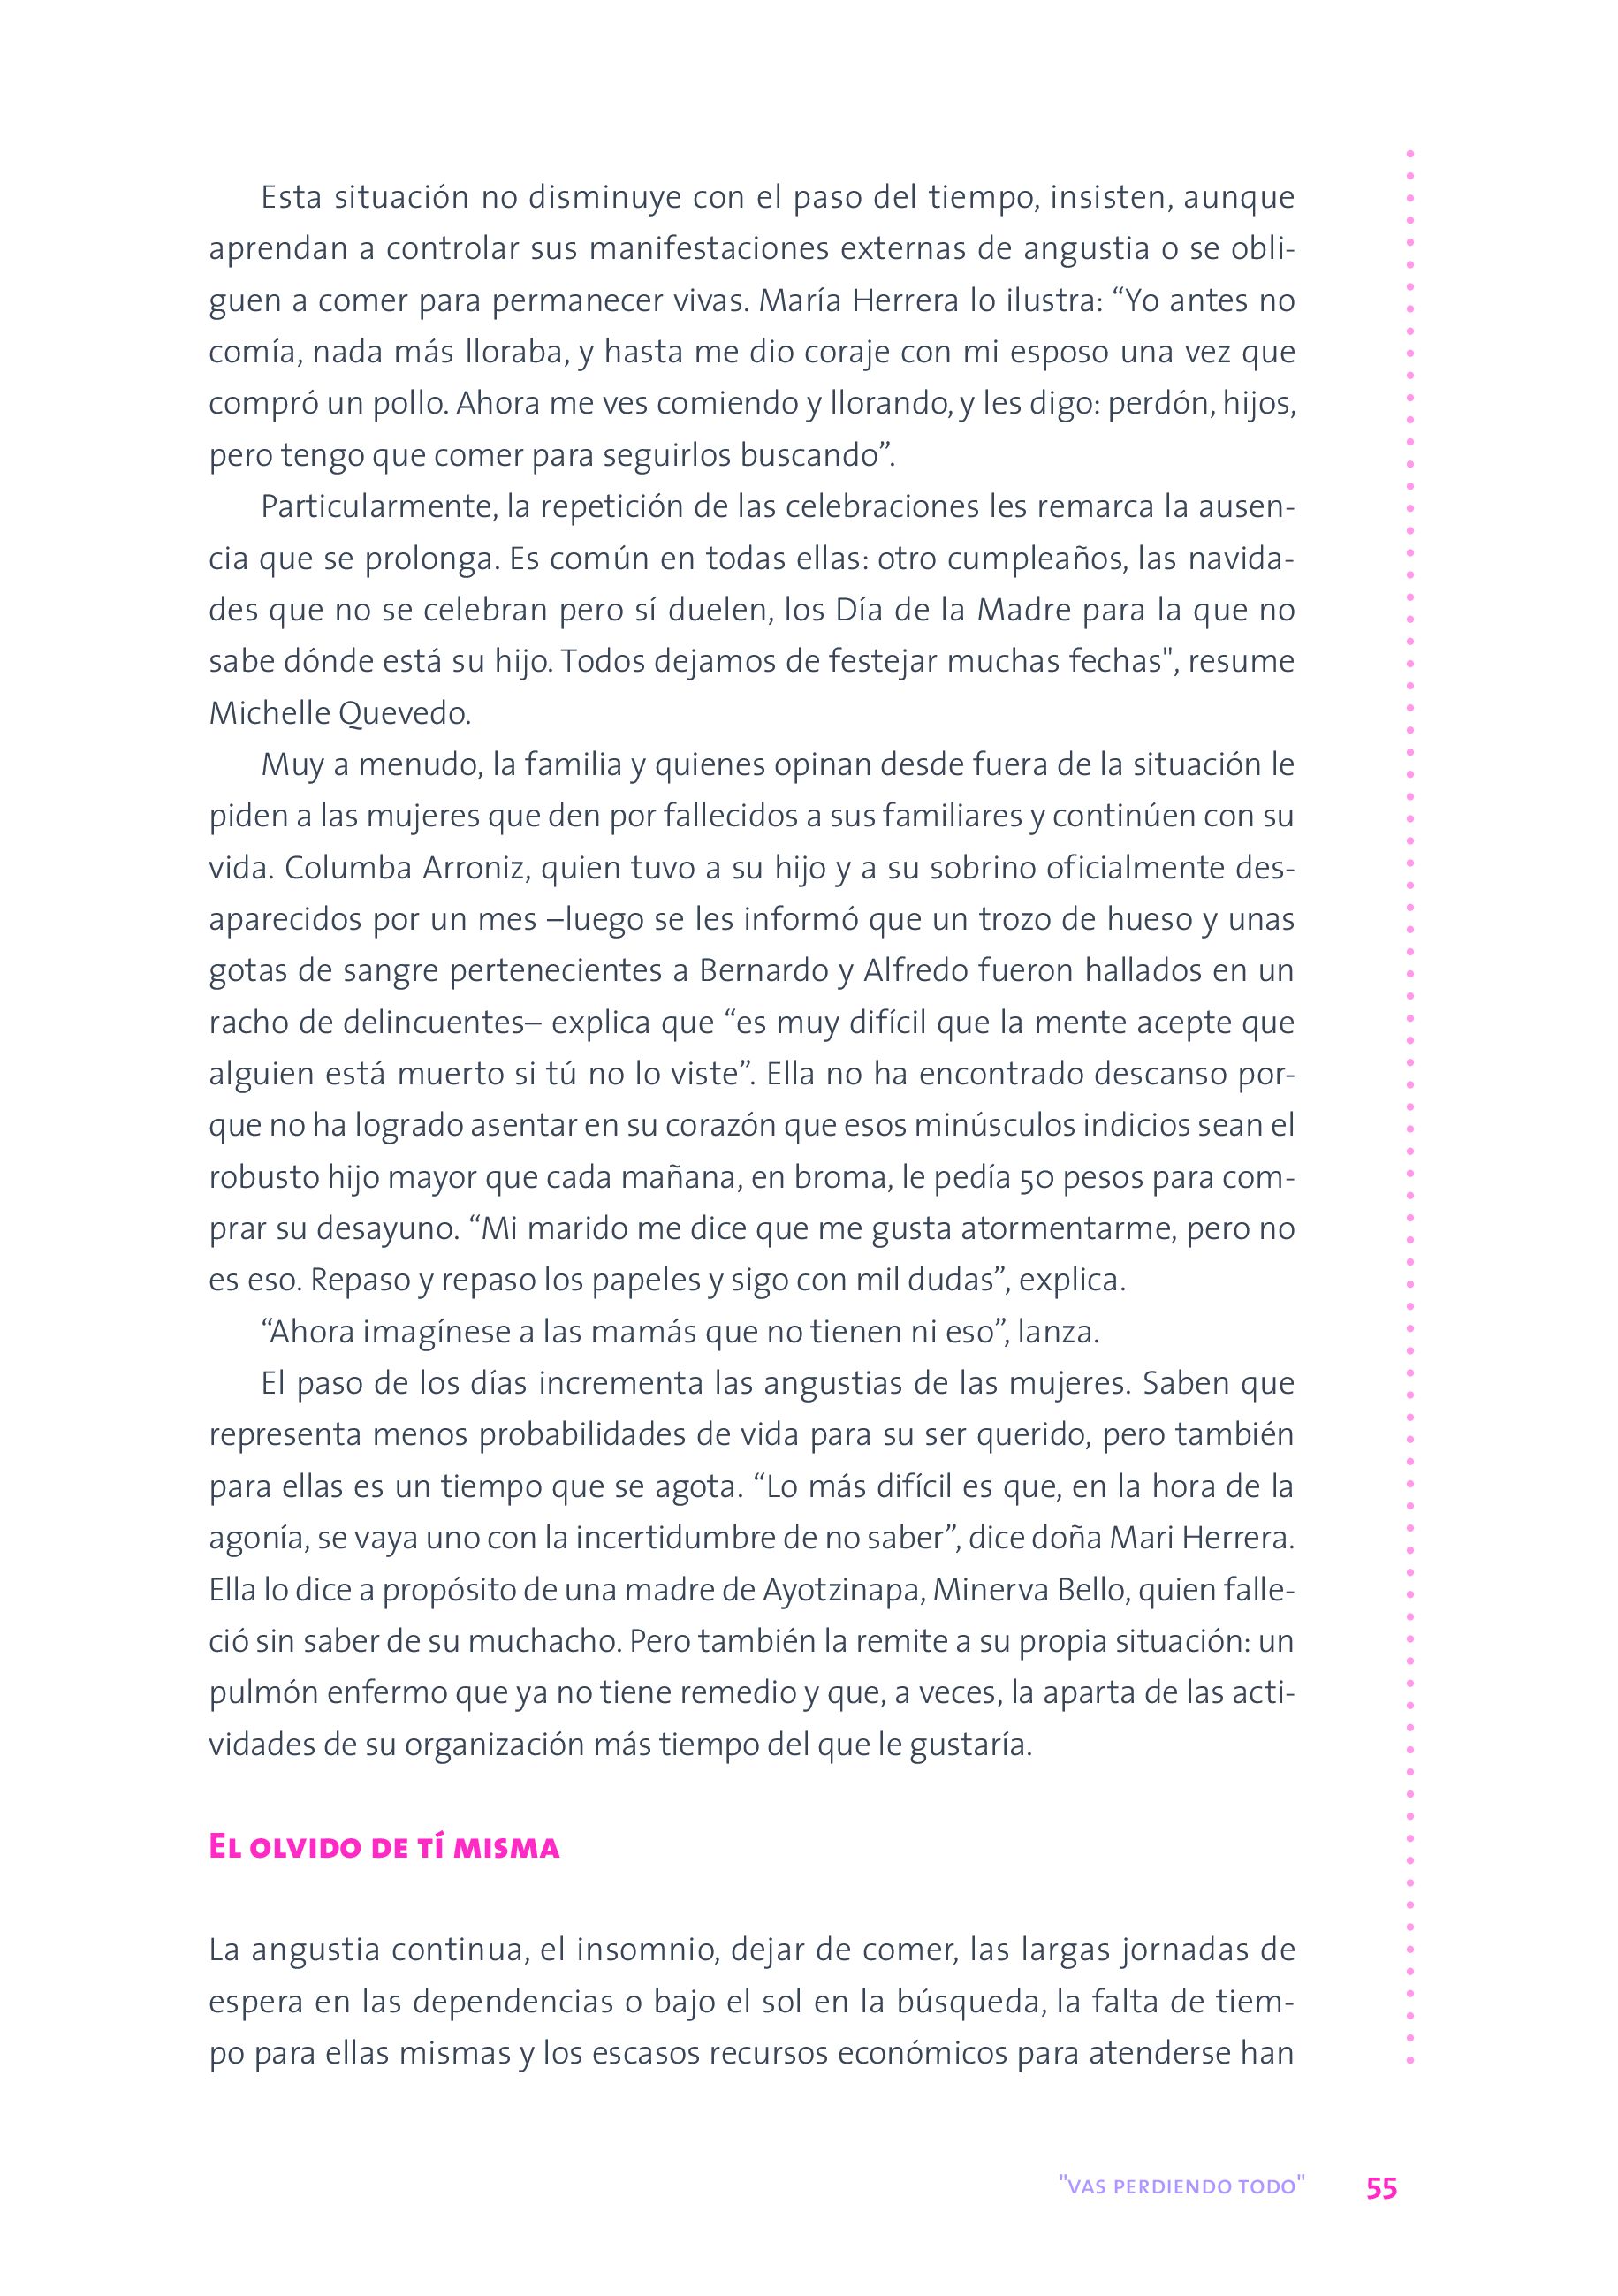 Esta situación no disminuye con el paso del tiempo, insisten, aunque
aprendan a controlar sus manifestaciones externas de angustia o se obli-
guen a comer para permanecer vivas. María Herrera lo ilustra: “Yo antes no
comía, nada más lloraba, y hasta me dio coraje con mi esposo una vez que
compró un pollo. Ahora me ves comiendo y llorando, y les digo: perdón, hijos,
pero tengo que comer para seguirlos buscando”.
Particularmente, la repetición de las celebraciones les remarca la ausen-
cia que se prolonga. Es común en todas ellas: otro cumpleaños, las navida-
des que no se celebran pero sí duelen, los Día de la Madre para la que no
sabe dónde está su hijo. Todos dejamos de festejar muchas fechas", resume
Michelle Quevedo.
Muy a menudo, la familia y quienes opinan desde fuera de la situación le
piden a las mujeres que den por fallecidos a sus familiares y continúen con su
vida. Columba Arroniz, quien tuvo a su hijo y a su sobrino oficialmente des-
aparecidos por un mes –luego se les informó que un trozo de hueso y unas
gotas de sangre pertenecientes a Bernardo y Alfredo fueron hallados en un
racho de delincuentes– explica que “es muy difícil que la mente acepte que
alguien está muerto si tú no lo viste”. Ella no ha encontrado descanso por-
que no ha logrado asentar en su corazón que esos minúsculos indicios sean el
robusto hijo mayor que cada mañana, en broma, le pedía 50 pesos para com-
prar su desayuno. “Mi marido me dice que me gusta atormentarme, pero no
es eso. Repaso y repaso los papeles y sigo con mil dudas”, explica.
“Ahora imagínese a las mamás que no tienen ni eso”, lanza.
El paso de los días incrementa las angustias de las mujeres. Saben que
representa menos probabilidades de vida para su ser querido, pero también
para ellas es un tiempo que se agota. “Lo más difícil es que, en la hora de la
agonía, se vaya uno con la incertidumbre de no saber”, dice doña Mari Herrera.
Ella lo dice a propósito de una madre de Ayotzinapa, Minerva Bello, quien falle-
ció sin saber de su muchacho. Pero también la remite a su propia situación: un
pulmón enfermo que ya no tiene remedio y que, a veces, la aparta de las acti-
vidades de su organización más tiempo del que le gustaría.
El olvido de tí misma
La angustia continua, el insomnio, dejar de comer, las largas jornadas de
espera en las dependencias o bajo el sol en la búsqueda, la falta de tiem-
po para ellas mismas y los escasos recursos económicos para atenderse han
"vas perdiendo todo" 55